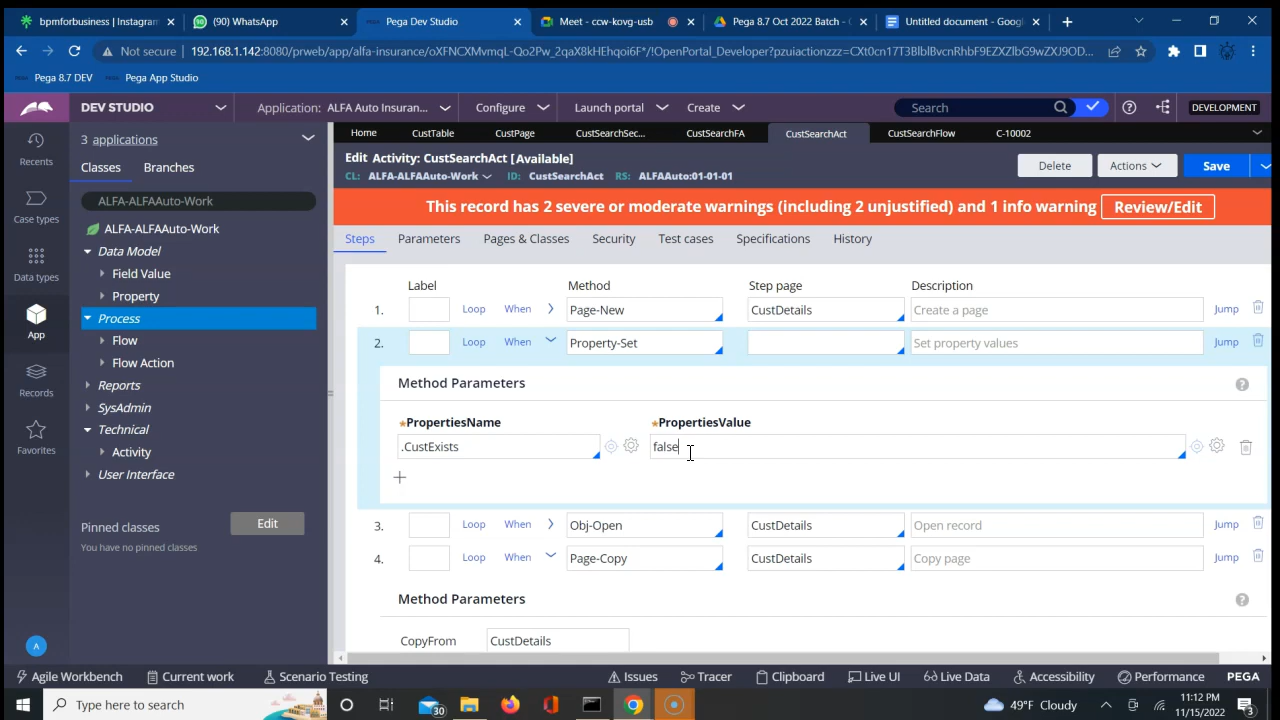 bpmforbusiness | Instagram
(90) WhatsApp
Pega Dev Studio
Meet - ccw-kovg-usb
Pega 8.7 Oct 2022 Batch -
Untitled document - Google
Not secure | 192.168.1.142:8080/prweb/app/alfa-insurance/
Pega 8.7 DEV
Pega App Studio
DEV STUDIO
Application: ALFA Auto Insuran...
Configure
Launch portal
Create
Search
DEVELOPMENT
Recents
Case types
Data types
App
Records
Favorites
A
3 applications
Classes
Branches
ALFA-ALFAAuto-Work
ALFA-ALFAAuto-Work
Data Model
Field Value
Property
Process
Flow
Flow Action
Reports
SysAdmin
Technical
Activity
User Interface
Pinned classes
Edit
You have no pinned classes
Home
CustTable
CustPage
CustSearchSec...
CustSearchFA
CustSearchAct
CustSearchFlow
C-10002
Edit Activity: CustSearchAct [Available]
CL: ALFA-ALFAAuto-Work ID: CustSearchAct RS: ALFAAuto:01-01-01
Delete
Actions
Save
This record has 2 severe or moderate warnings (including 2 unjustified) and 1 info warning
Review/Edit
Steps
Parameters
Pages & Classes
Security
Test cases
Specifications
History
Label Method Step page Description
1. Loop When Page-New CustDetails Create a page Jump
2. Loop When Property-Set Set property values Jump
Method Parameters
*PropertiesName *PropertiesValue
.CustExists false
3. Loop When Obj-Open CustDetails Open record Jump
4. Loop When Page-Copy CustDetails Copy page Jump
Method Parameters
CopyFrom CustDetails
Agile Workbench
Current work
Scenario Testing
Issues
Tracer
Clipboard
Live UI
Live Data
Accessibility
Performance
PEGA
Type here to search
30
49°F Cloudy
11:12 PM
11/15/2022
3